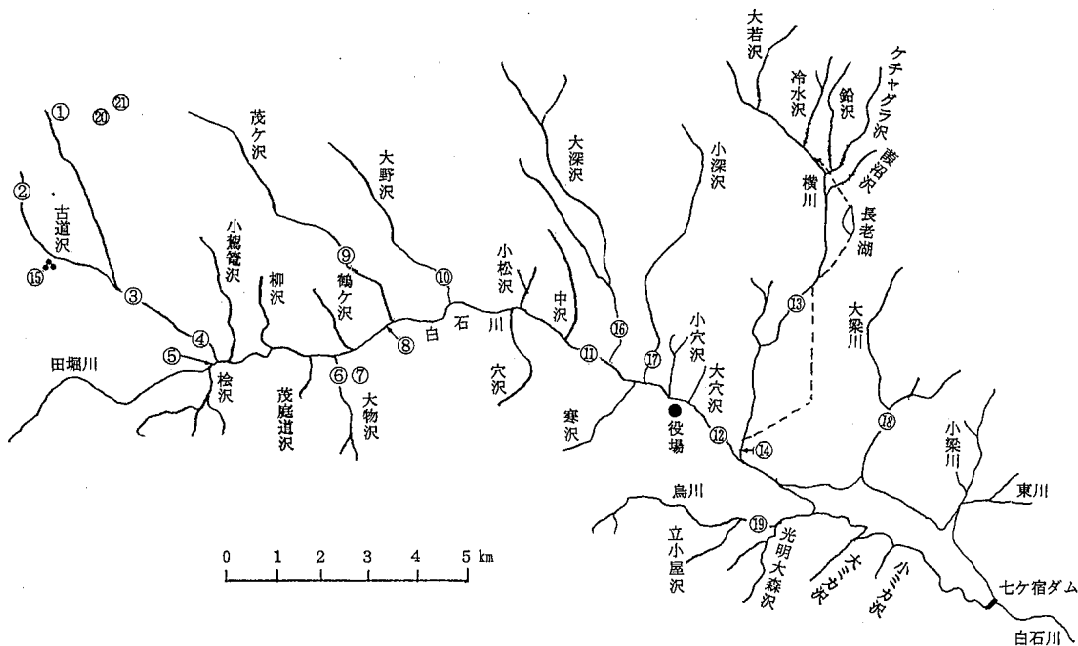 ①
⑳
㉑
②
古道沢
⑮
③
④
⑤
田堀川
桧沢
小駕篭沢
柳沢
茂ケ沢
⑨
鶴ケ沢
茂庭道沢
⑥
⑦
大物沢
⑧
大野沢
⑩
白石川
小松沢
穴沢
中沢
大深沢
⑯
⑪
小深沢
⑰
寒沢
小穴沢
大穴沢
役場
⑫
大若沢
冷水沢
鉛沢
ケチャグラ沢
葭沼沢
横川
長老湖
⑬
⑭
大梁川
⑱
小梁川
東川
烏川
立小屋沢
⑲
光明大森沢
大ミカ沢
小ミカ沢
七ケ宿ダム
白石川
0 1 2 3 4 5 km